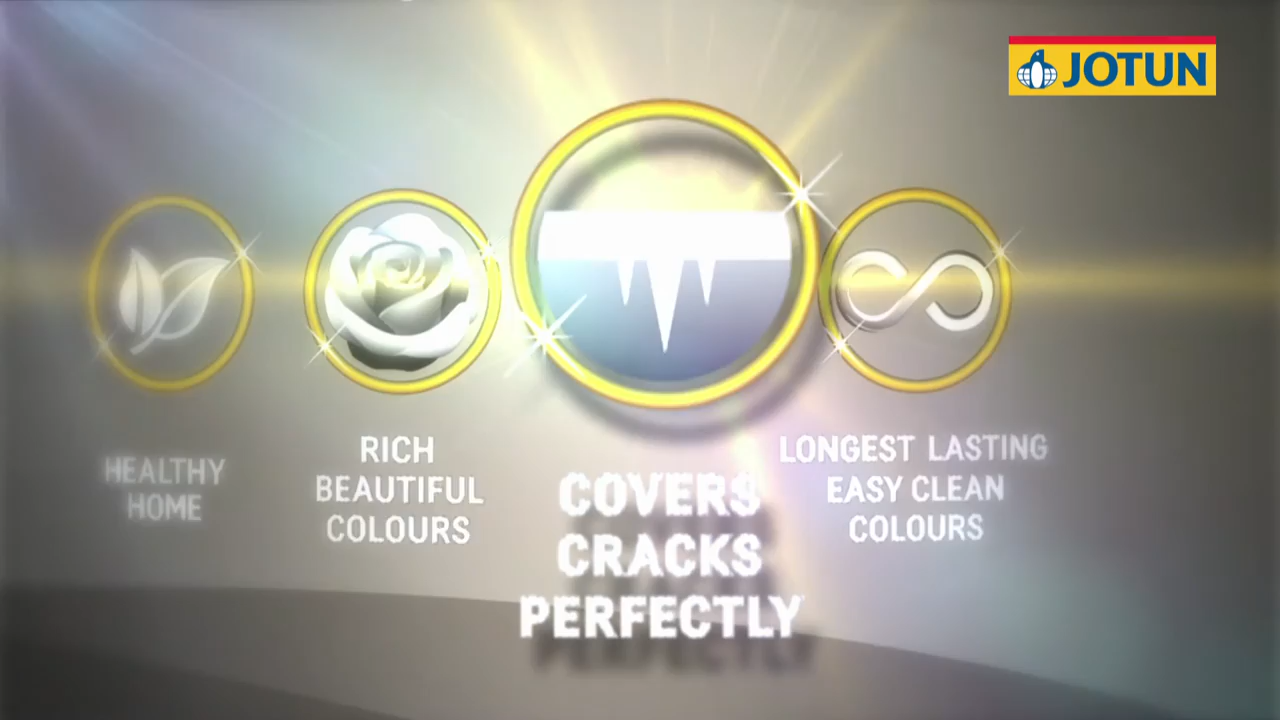 JOTUN
HEALTHY
HOME
RICH
BEAUTIFUL
COLOURS
COVERS
CRACKS
PERFECTLY
LONGEST LASTING
EASY CLEAN
COLOURS